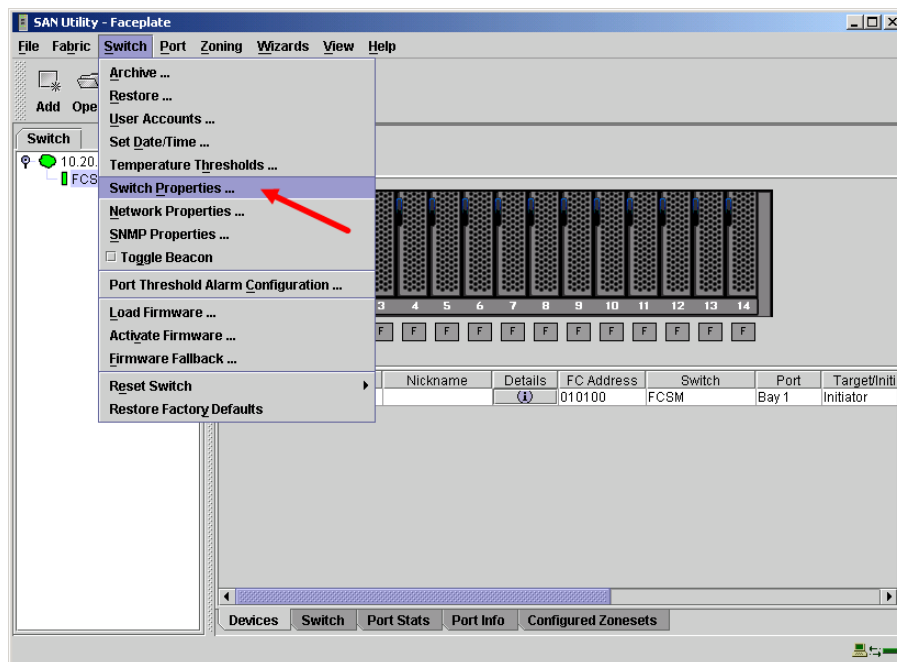 SAN Utility - Faceplate
File Fabric Switch Port Zoning Wizards View Help
Add
Archive ...
Restore ...
User Accounts ...
Set Date/Time ...
Temperature Thresholds ...
Switch Properties ...
Network Properties ...
SNMP Properties ...
Toggle Beacon
Port Threshold Alarm Configuration ...
Load Firmware ...
Activate Firmware ...
Firmware Fallback ...
Reset Switch
Restore Factory Defaults
Switch
10.20.
3 4 5 6 7 8 9 10 11 12 13 14
F F F F F F F F F F F F
Nickname Details FC Address Switch Port Target/Initi
010100 FCSM Bay 1 Initiator
Devices Switch Port Stats Port Info Configured Zonesets